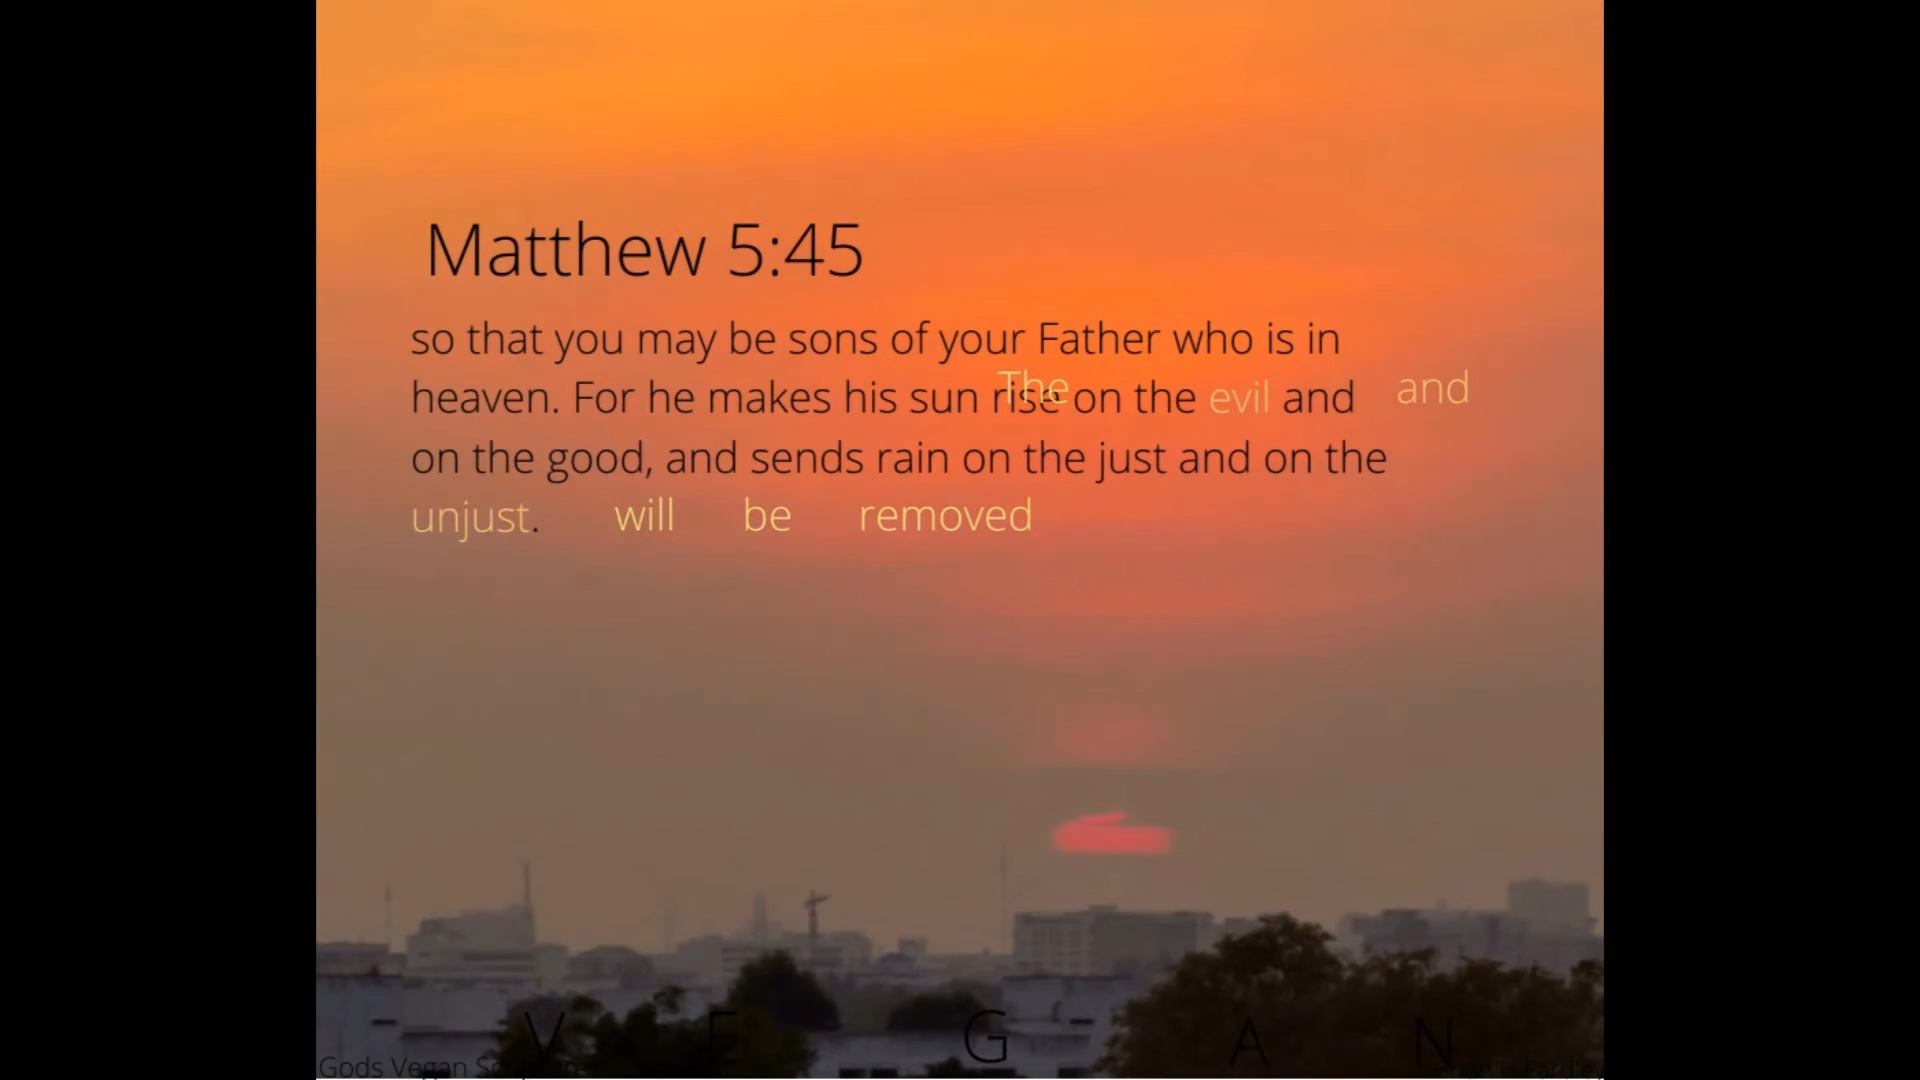 Matthew 5:45
so that you may be sons of your Father who is in
heaven. For he makes his sun rise on the evil and
The and
on the good, and sends rain on the just and on the
unjust. will be removed
V E G A N
Gods Vegan